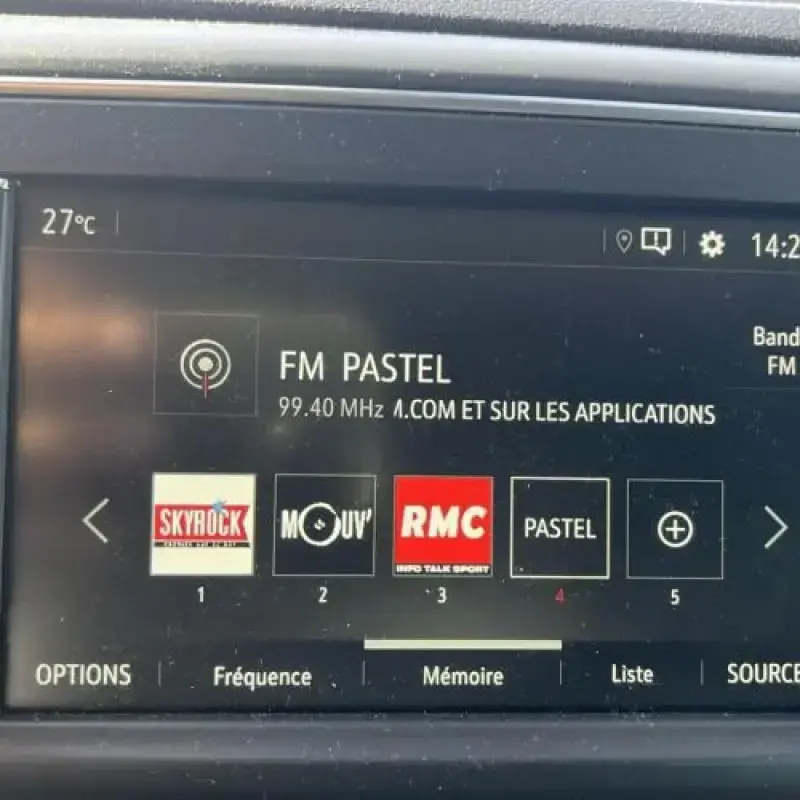 27°C
14:2
Band
FM
FM PASTEL
99.40 MHz 1.COM ET SUR LES APPLICATIONS
SKYROCK
MOUV'
RMC
INFO TALK SPORT
PASTEL
1
2
3
4
5
OPTIONS
Fréquence
Mémoire
Liste
SOURCE